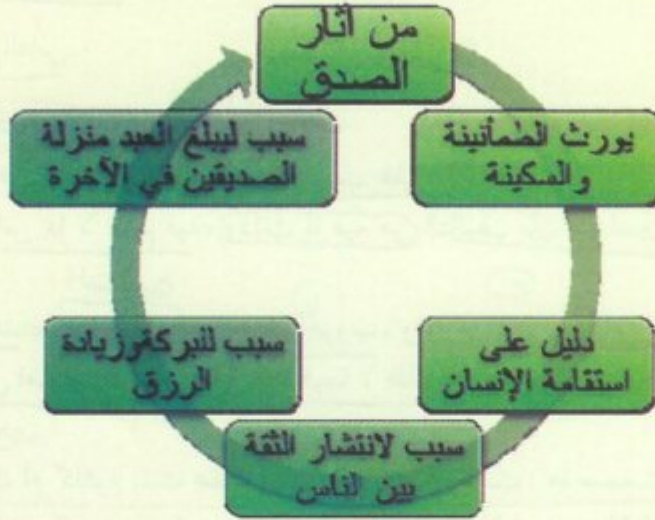 من آثار
الصدق
يورث الطمأنينة
والسكينة
دليل على
استقامة الإنسان
سبب لانتشار الثقة
بين الناس
سبب للبركة وزيادة
الرزق
سبب ليبلغ العبد منزلة
الصديقين في الآخرة